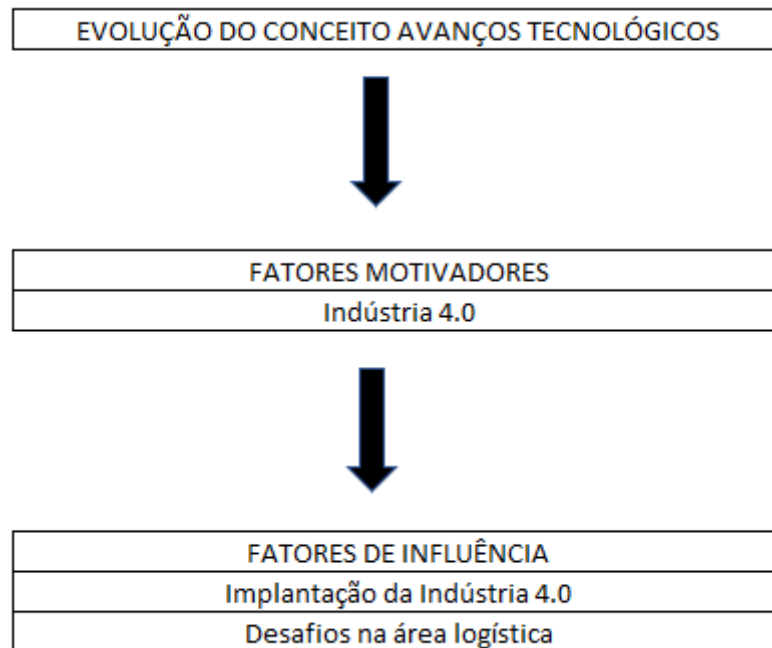 EVOLUÇÃO DO CONCEITO AVANÇOS TECNOLÓGICOS
FATORES MOTIVADORES
Indústria 4.0
FATORES DE INFLUÊNCIA
Implantação da Indústria 4.0
Desafios na área logística